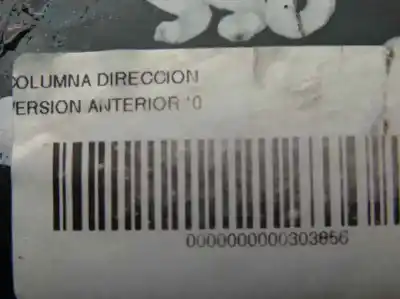 COLUMNA DIRECCION
VERSION ANTERIOR '0
0000000000303856